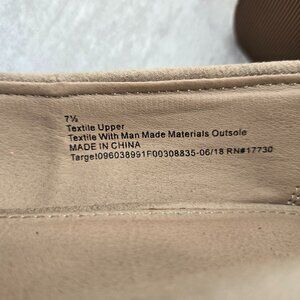 7½
Textile Upper
Textile With Man Made Materials Outsole
MADE IN CHINA
Target096038991F00308835-06/18 RN#17730